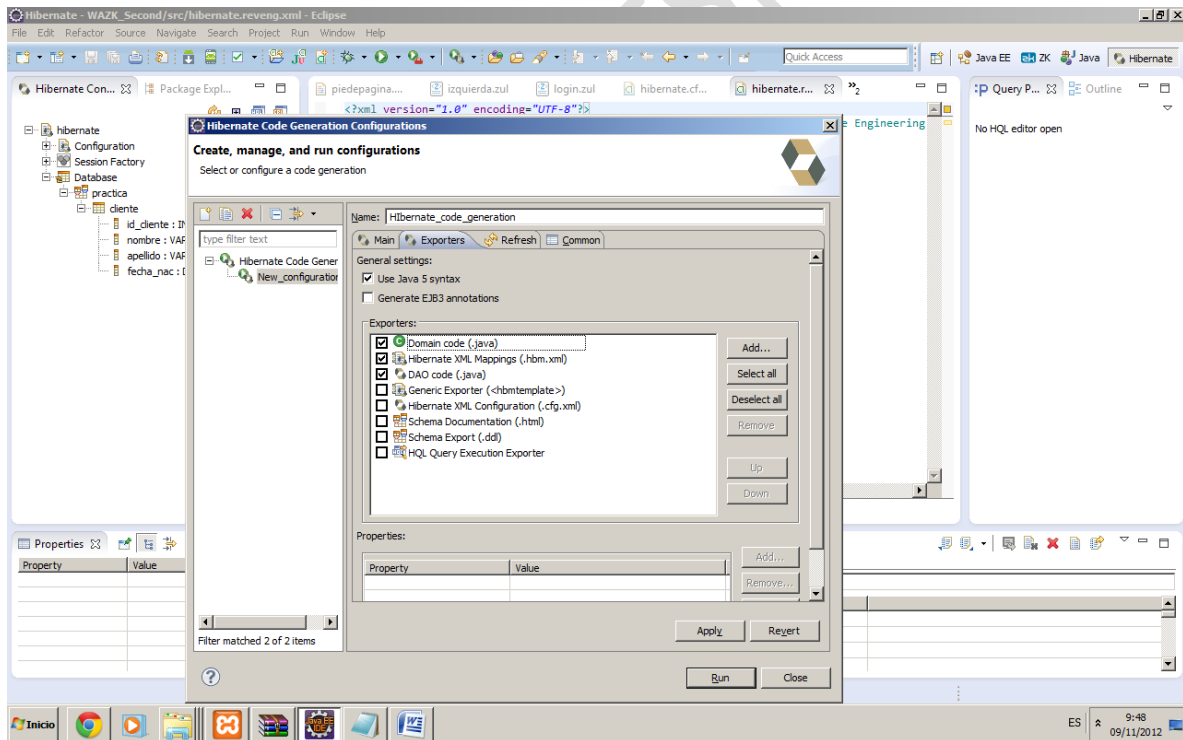 Hibernate - WAZK_Second/src/hibernate.reveng.xml - Eclipse
File Edit Refactor Source Navigate Search Project Run Window Help
Quick Access
Java EE ZK Java Hibernate
Hibernate Con... Package Expl...
piedepagina.... izquierda.zul login.zul hibernate.cf... hibernate.r... »2
Query P... Outline
<?xml version="1.0" encoding="UTF-8"?>
e Engineering
No HQL editor open
hibernate
Configuration
Session Factory
Database
practica
cliente
id_cliente : IN
nombre : VAR
apellido : VAR
fecha_nac : D
Hibernate Code Generation Configurations
Create, manage, and run configurations
Select or configure a code generation
type filter text
Hibernate Code Gener
New_configuration
Filter matched 2 of 2 items
Name: HIbernate_code_generation
Main Exporters Refresh Common
General settings:
Use Java 5 syntax
Generate EJB3 annotations
Exporters:
Domain code (.java)
Hibernate XML Mappings (.hbm.xml)
DAO code (.java)
Generic Exporter (<hbmtemplate>)
Hibernate XML Configuration (.cfg.xml)
Schema Documentation (.html)
Schema Export (.ddl)
HQL Query Execution Exporter
Add...
Select all
Deselect all
Remove
Up
Down
Properties:
Property Value
Add...
Remove...
Apply Revert
Run Close
Properties
Property Value
Inicio
ES
9:48
09/11/2012